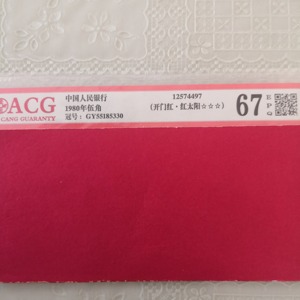 ACG
CANG GUARANTY
中国人民银行
1980年伍角
冠号: GY55185330
12574497
(开门红·红太阳☆☆☆)
67
EPQ